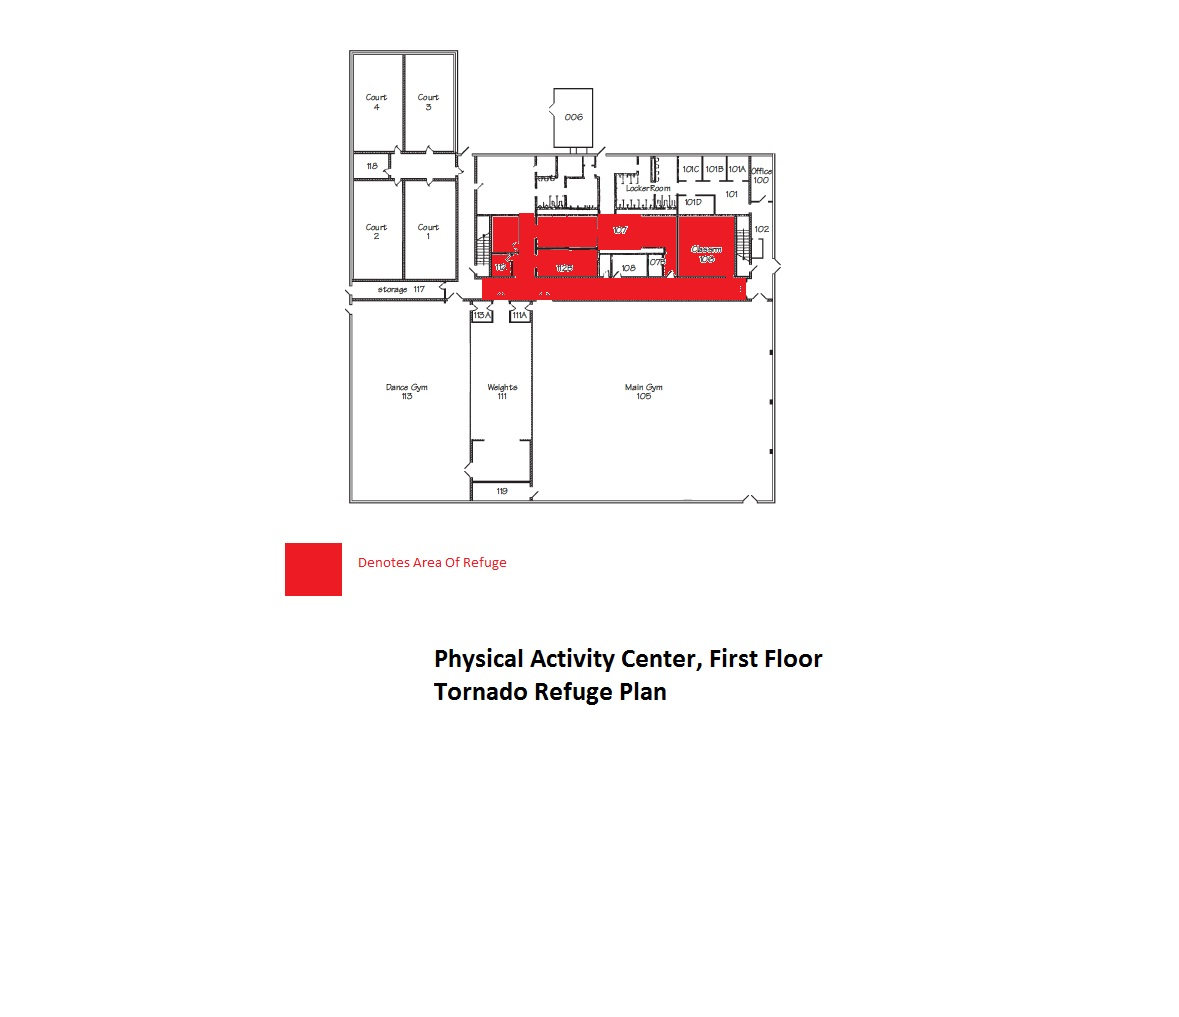 Court
4
Court
3
006
118
101C
101B
101A
Office
100
LockerRoom
101
101D
Court
2
Court
1
107
102
Classrm
106
112B
108
storage 117
113A
111A
Dance Gym
113
Weights
111
Main Gym
105
119
Denotes Area Of Refuge
Physical Activity Center, First Floor
Tornado Refuge Plan